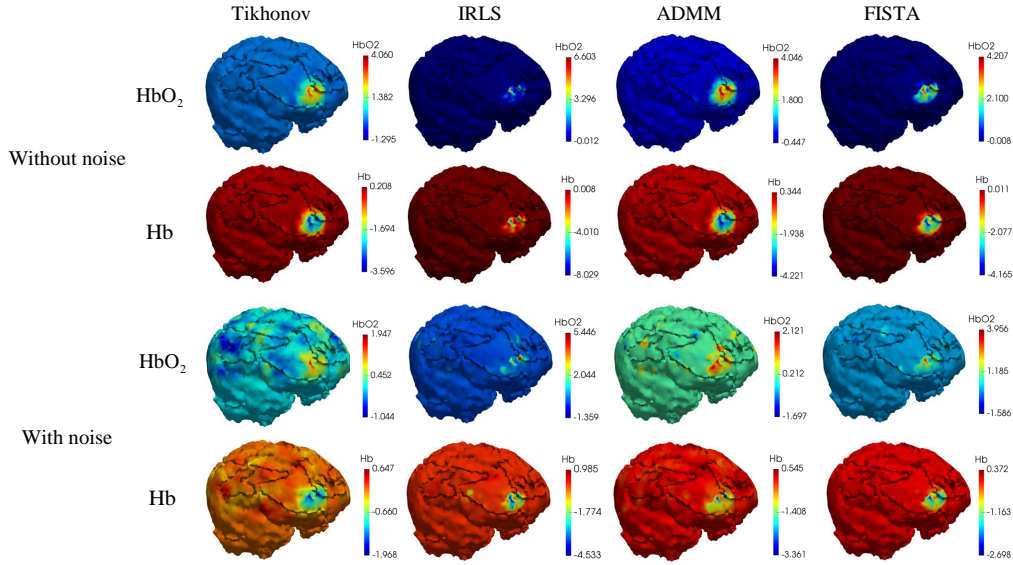 Tikhonov IRLS ADMM FISTA
Without noise
HbO2
HbO2 4.060 1.382 -1.295
HbO2 6.603 3.296 -0.012
HbO2 4.046 1.800 -0.447
HbO2 4.207 2.100 -0.008
Hb
Hb 0.208 -1.694 -3.596
Hb 0.008 -4.010 -8.029
Hb 0.344 -1.938 -4.221
Hb 0.011 -2.077 -4.165
With noise
HbO2
HbO2 1.947 0.452 -1.044
HbO2 5.446 2.044 -1.359
HbO2 2.121 0.212 -1.697
HbO2 3.956 1.185 -1.586
Hb
Hb 0.647 -0.660 -1.968
Hb 0.985 -1.774 -4.533
Hb 0.545 -1.408 -3.361
Hb 0.372 -1.163 -2.698